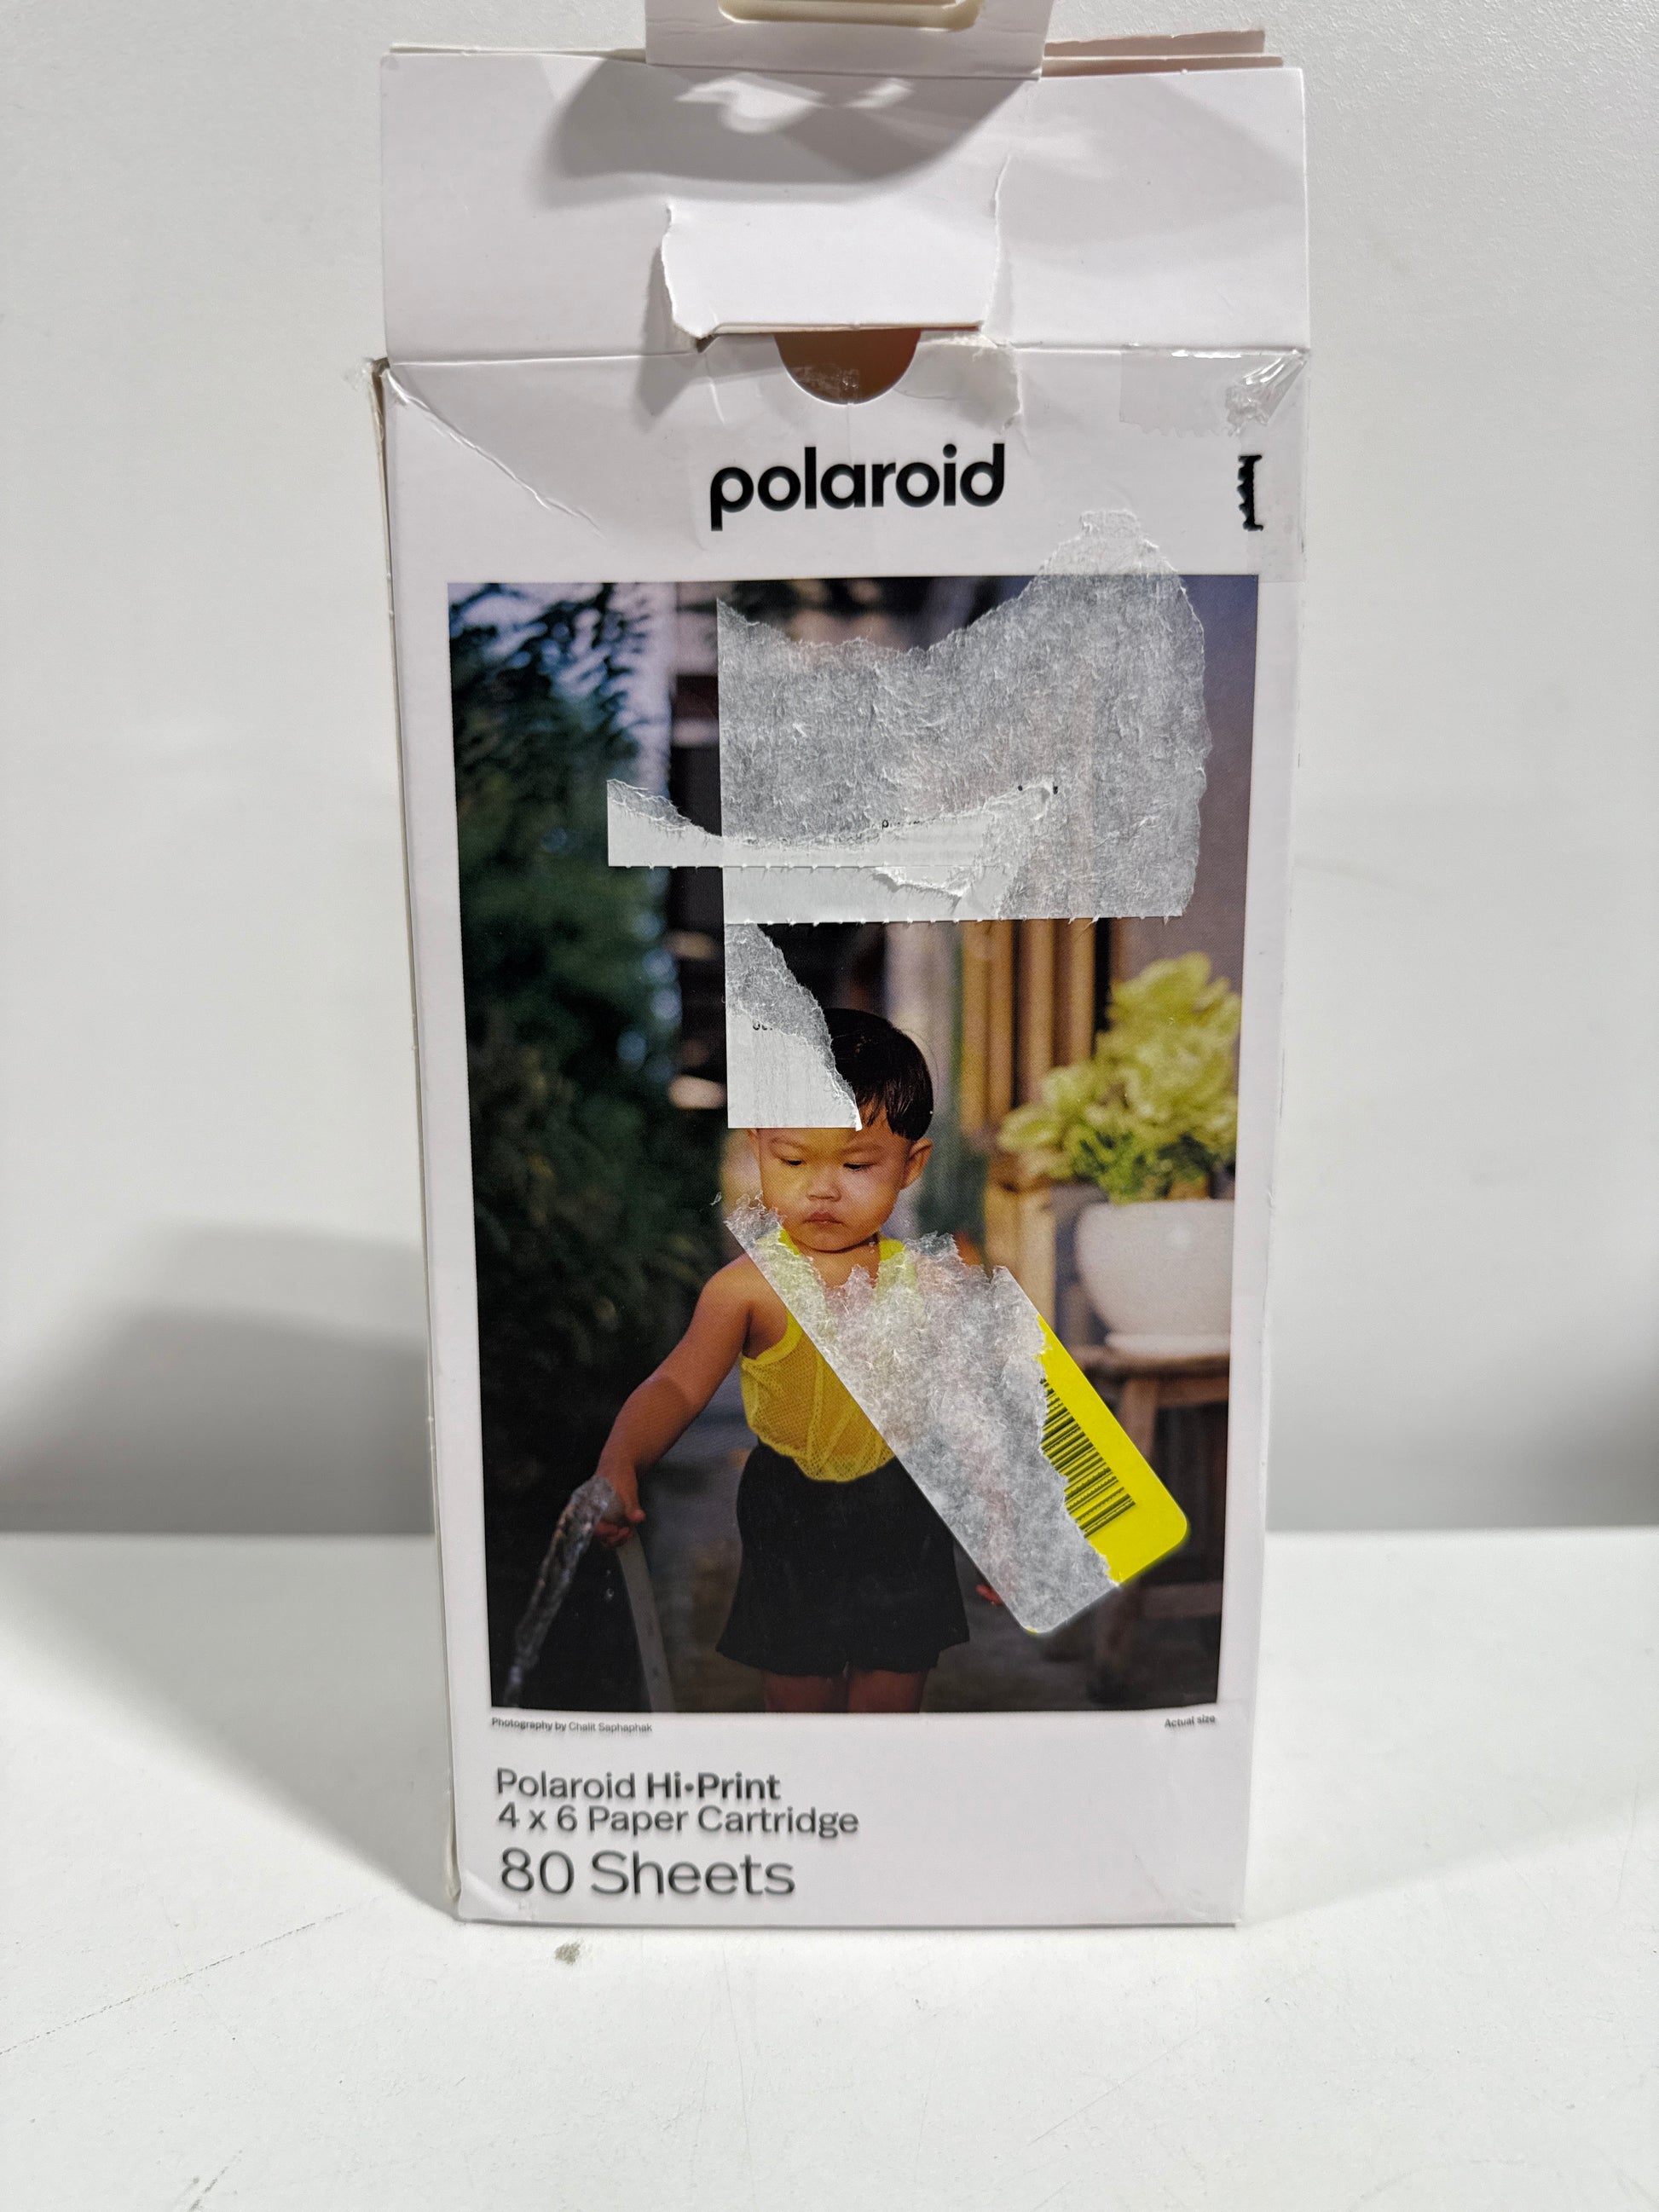 polaroid
Photography by Chalit Saphaphak
Actual size
Polaroid Hi•Print
4 x 6 Paper Cartridge
80 Sheets